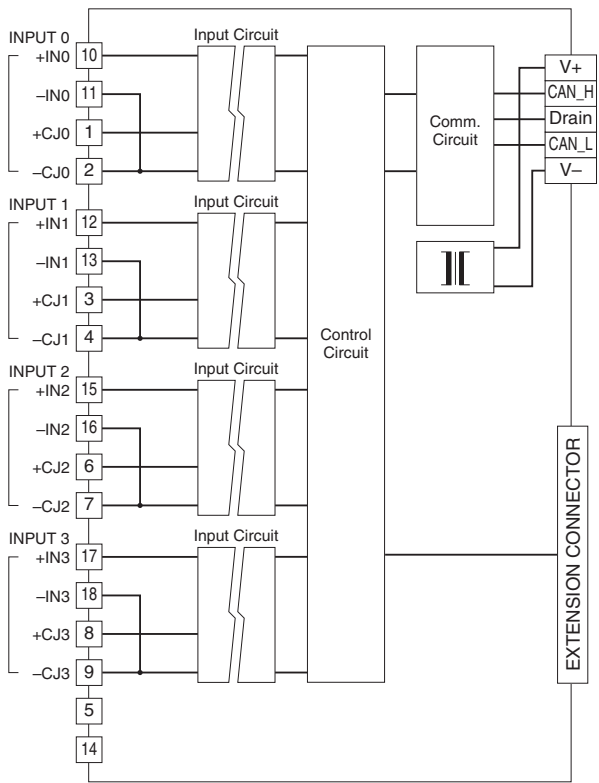 INPUT 0
Input Circuit
+IN0 10
–IN0 11
+CJ0 1
–CJ0 2
INPUT 1
Input Circuit
+IN1 12
–IN1 13
+CJ1 3
–CJ1 4
INPUT 2
Input Circuit
+IN2 15
–IN2 16
+CJ2 6
–CJ2 7
INPUT 3
Input Circuit
+IN3 17
–IN3 18
+CJ3 8
–CJ3 9
5
14
Control
Circuit
Comm.
Circuit
V+
CAN_H
Drain
CAN_L
V–
EXTENSION CONNECTOR